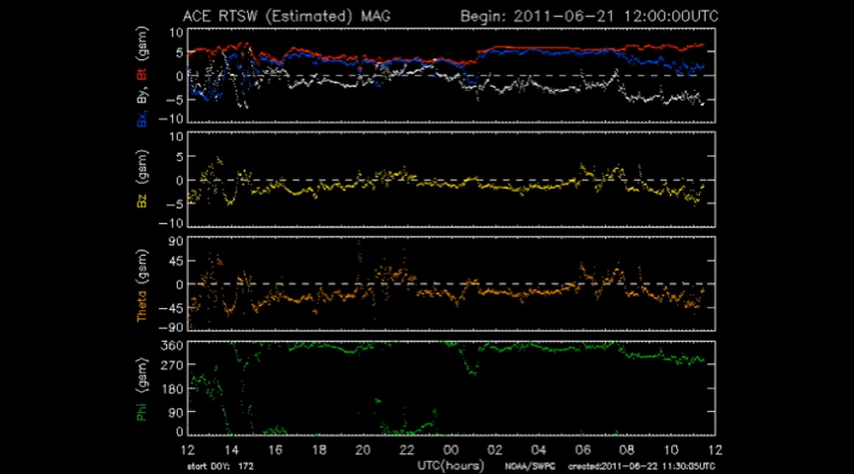 ACE RTSW (Estimated) MAG Begin: 2011-06-21 12:00:00UTC
Bx, By, Bt (gsm)
10
5
0
-5
-10
Bz (gsm)
10
5
0
-5
-10
Theta (gsm)
90
45
0
-45
-90
Phi (gsm)
360
270
180
90
0
12 14 16 18 20 22 00 02 04 06 08 10 12
start DOY: 172 UTC(hours) NOAA/SWPC created:2011-06-22 11:30:05UTC